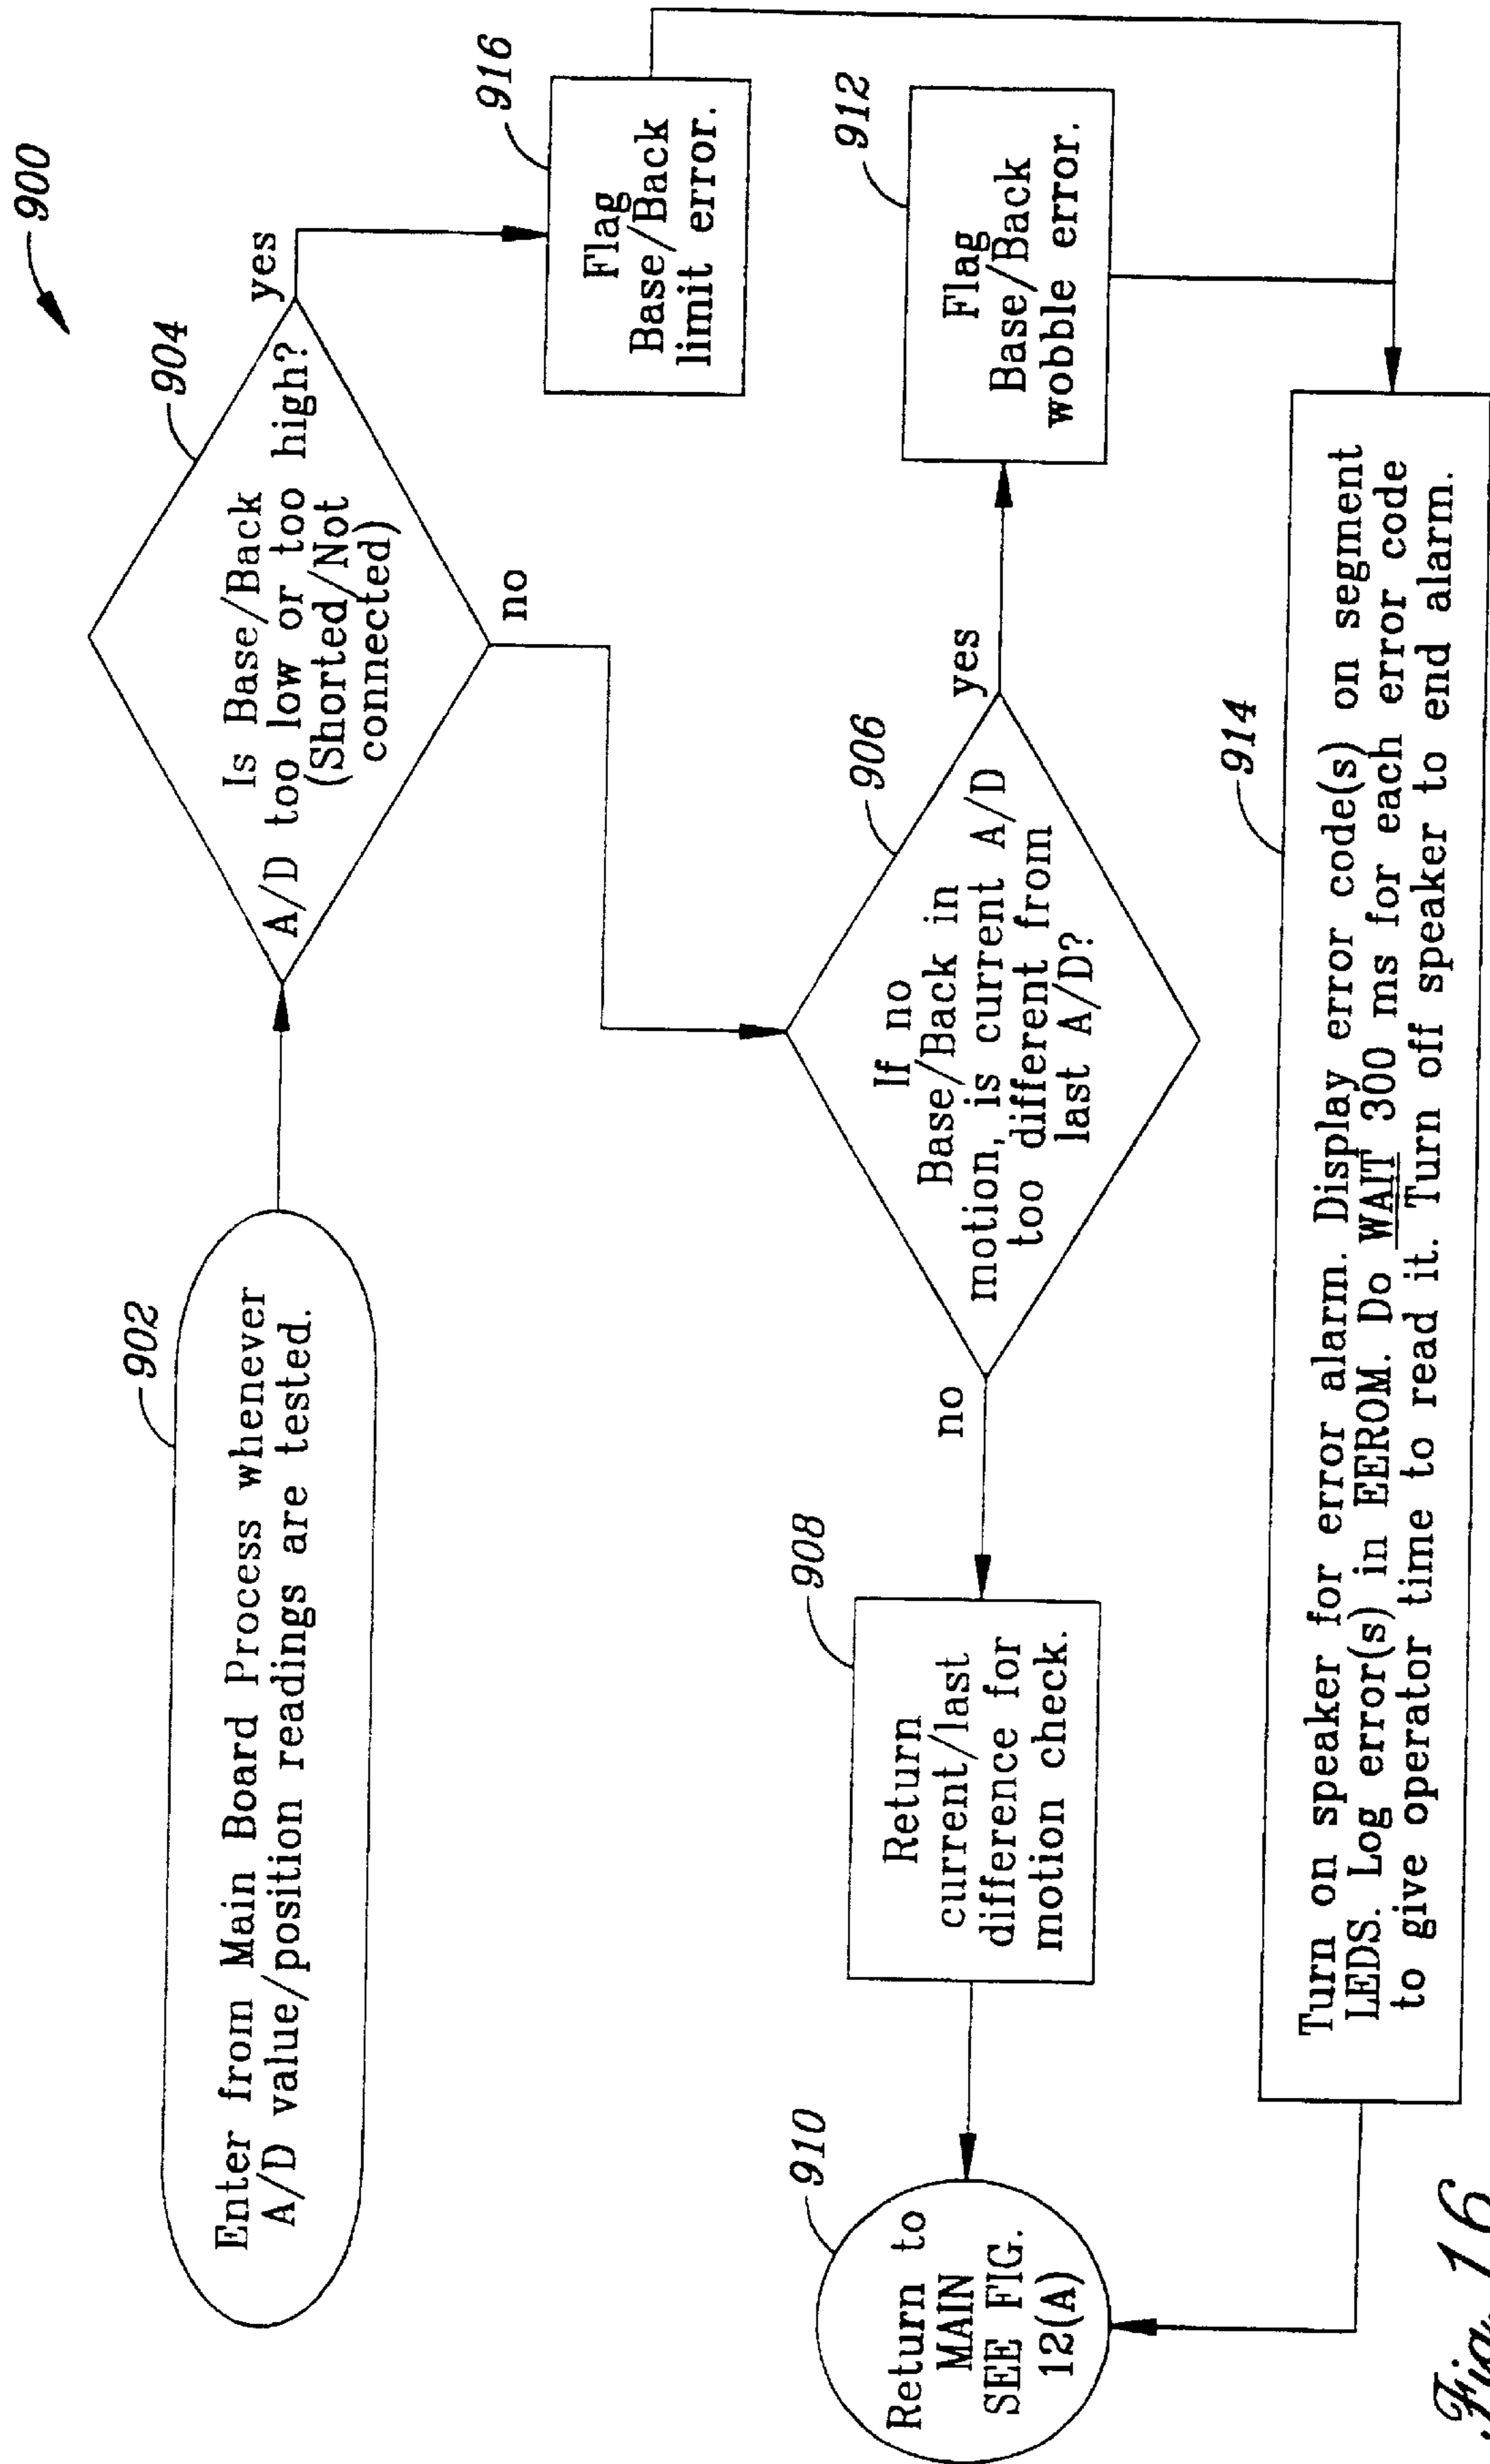 900
902
Enter from Main Board Process whenever
A/D value/position readings are tested.
904
Is Base/Back
A/D too low or too high?
(Shorted/Not
connected)
yes
no
916
Flag
Base/Back
limit error.
906
If no
Base/Back in
motion, is current A/D
too different from
last A/D?
yes
no
912
Flag
Base/Back
wobble error.
908
Return
current/last
difference for
motion check.
910
Return to
MAIN
SEE FIG.
12(A)
914
Turn on speaker for error alarm. Display error code(s) on segment
LEDS. Log error(s) in EEROM. Do WAIT 300 ms for each error code
to give operator time to read it. Turn off speaker to end alarm.
Fig. 16